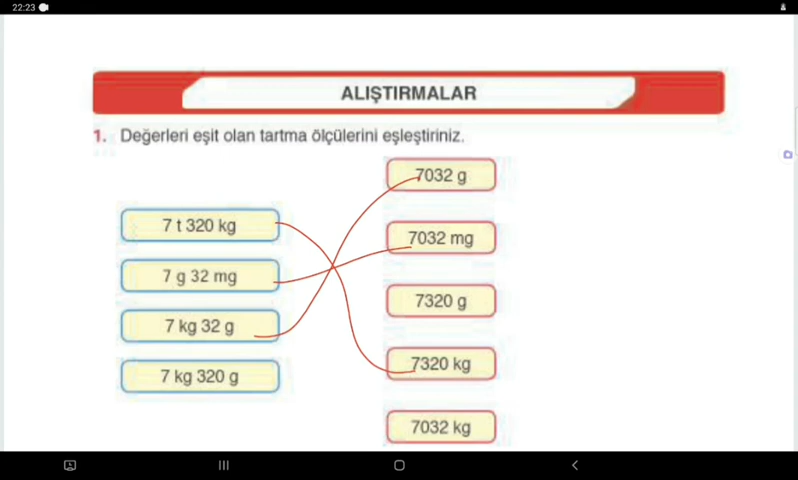 22:23
ALIŞTIRMALAR
1. Değerleri eşit olan tartma ölçülerini eşleştiriniz.
7 t 320 kg
7 g 32 mg
7 kg 32 g
7 kg 320 g
7032 g
7032 mg
7320 g
7320 kg
7032 kg